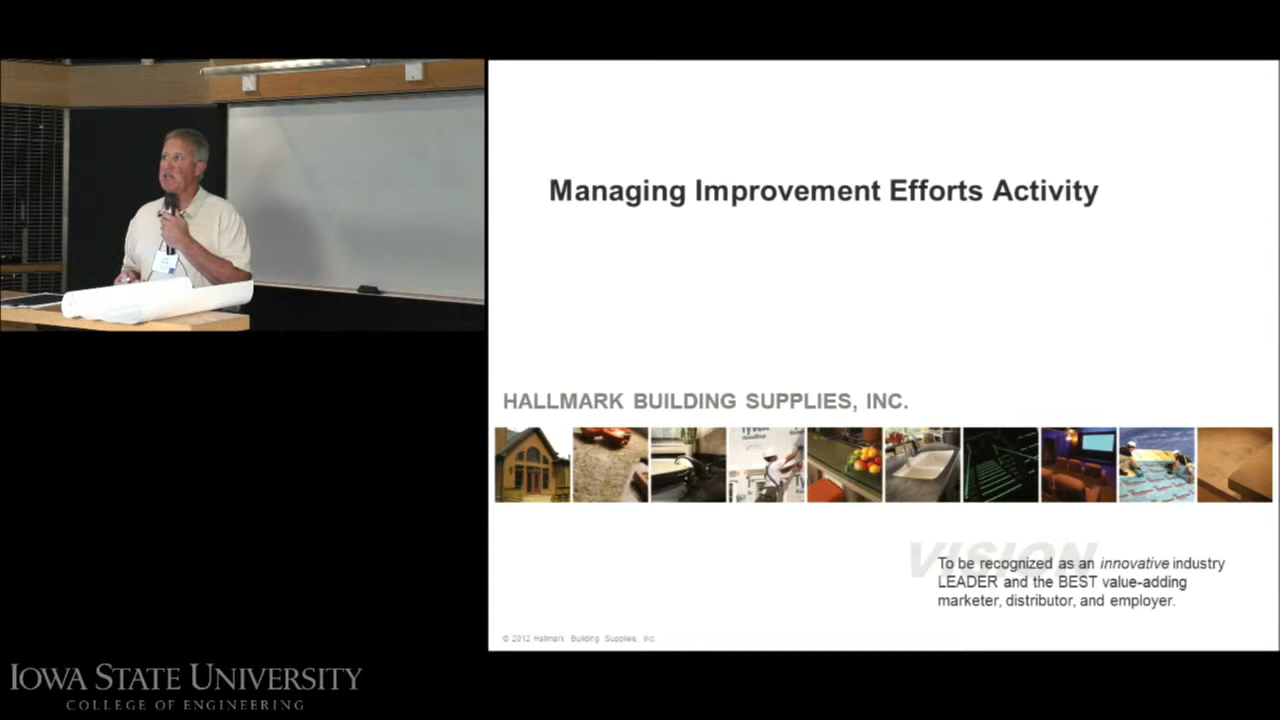 Managing Improvement Efforts Activity
HALLMARK BUILDING SUPPLIES, INC.
VISION
To be recognized as an innovative industry
LEADER and the BEST value-adding
marketer, distributor, and employer.
© 2012 Hallmark Building Supplies, Inc
IOWA STATE UNIVERSITY
COLLEGE OF ENGINEERING